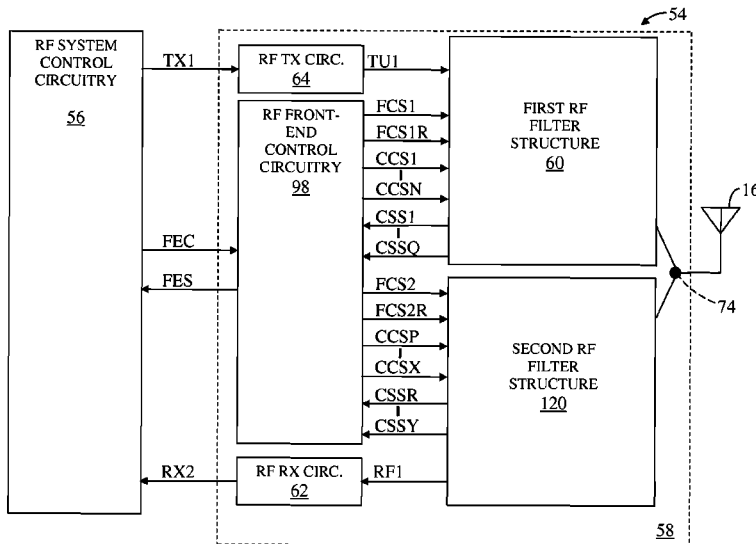 54
RF SYSTEM
CONTROL
CIRCUITRY
56
TX1
RF TX CIRC.
64
TU1
FIRST RF
FILTER
STRUCTURE
60
RF FRONT-
END CONTROL
CIRCUITRY
98
FCS1
FCS1R
CCS1
CCSN
CSS1
CSSQ
16
74
FEC
FES
FCS2
FCS2R
CCSP
CCSX
CSSR
CSSY
SECOND RF
FILTER
STRUCTURE
120
RX2
RF RX CIRC.
62
RF1
58